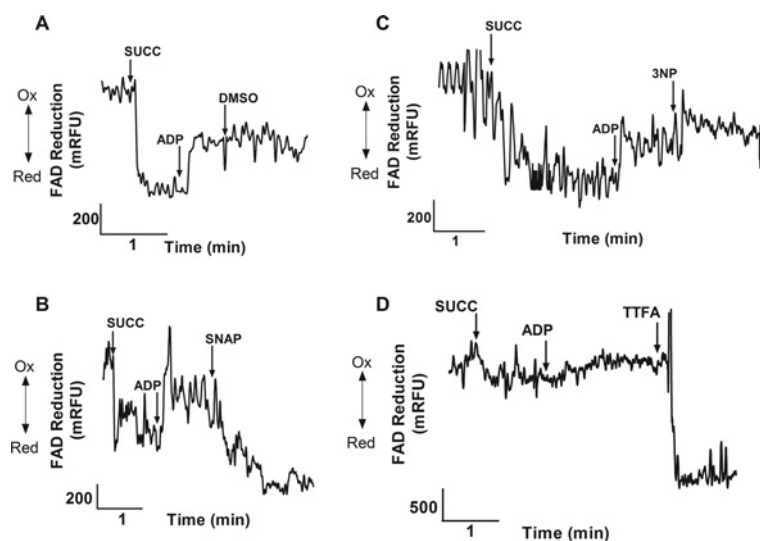 A
SUCC
DMSO
ADP
Ox
Red
FAD Reduction
(mRFU)
200
1
Time (min)
C
SUCC
3NP
ADP
Ox
Red
FAD Reduction
(mRFU)
200
1
Time (min)
B
SUCC
SNAP
ADP
Ox
Red
FAD Reduction
(mRFU)
200
1
Time (min)
D
SUCC
ADP
TTFA
Ox
Red
FAD Reduction
(mRFU)
500
1
Time (min)